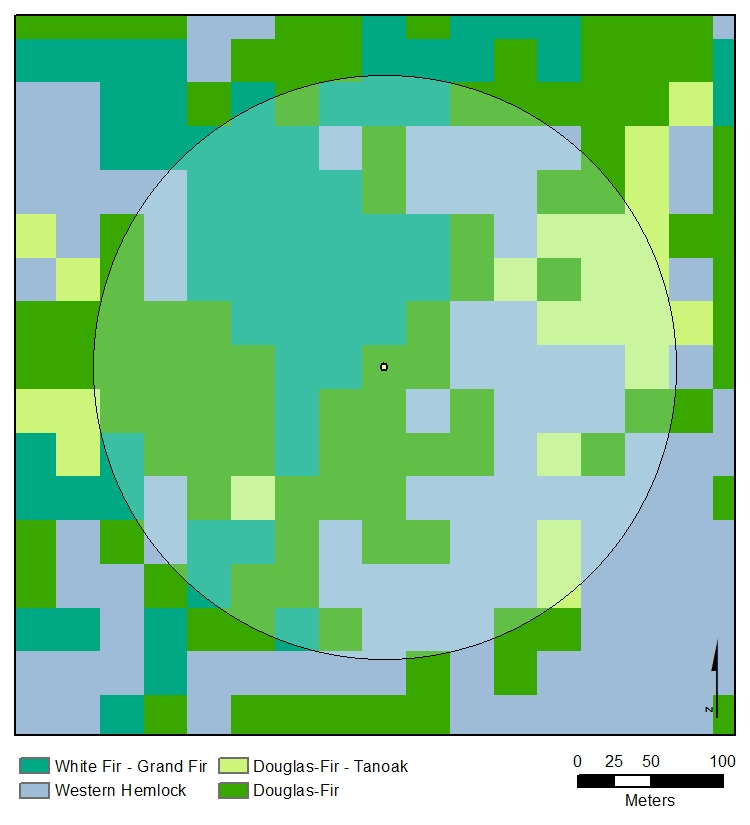 z
White Fir - Grand Fir Douglas-Fir - Tanoak
Western Hemlock Douglas-Fir
0 25 50 100
Meters